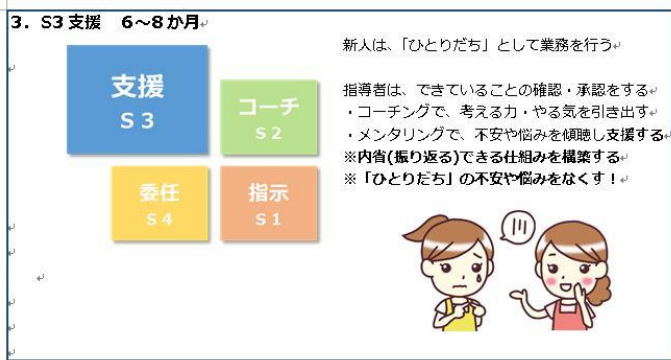 3．S3 支援　6～8 か月
支援
S 3
コーチ
S 2
委任
S 4
指示
S 1
新人は、「ひとりだち」として業務を行う
指導者は、できていることの確認・承認をする
・コーチングで、考える力・やる気を引き出す
・メンタリングで、不安や悩みを傾聴し支援する
※内省(振り返る)できる仕組みを構築する
※「ひとりだち」の不安や悩みをなくす！